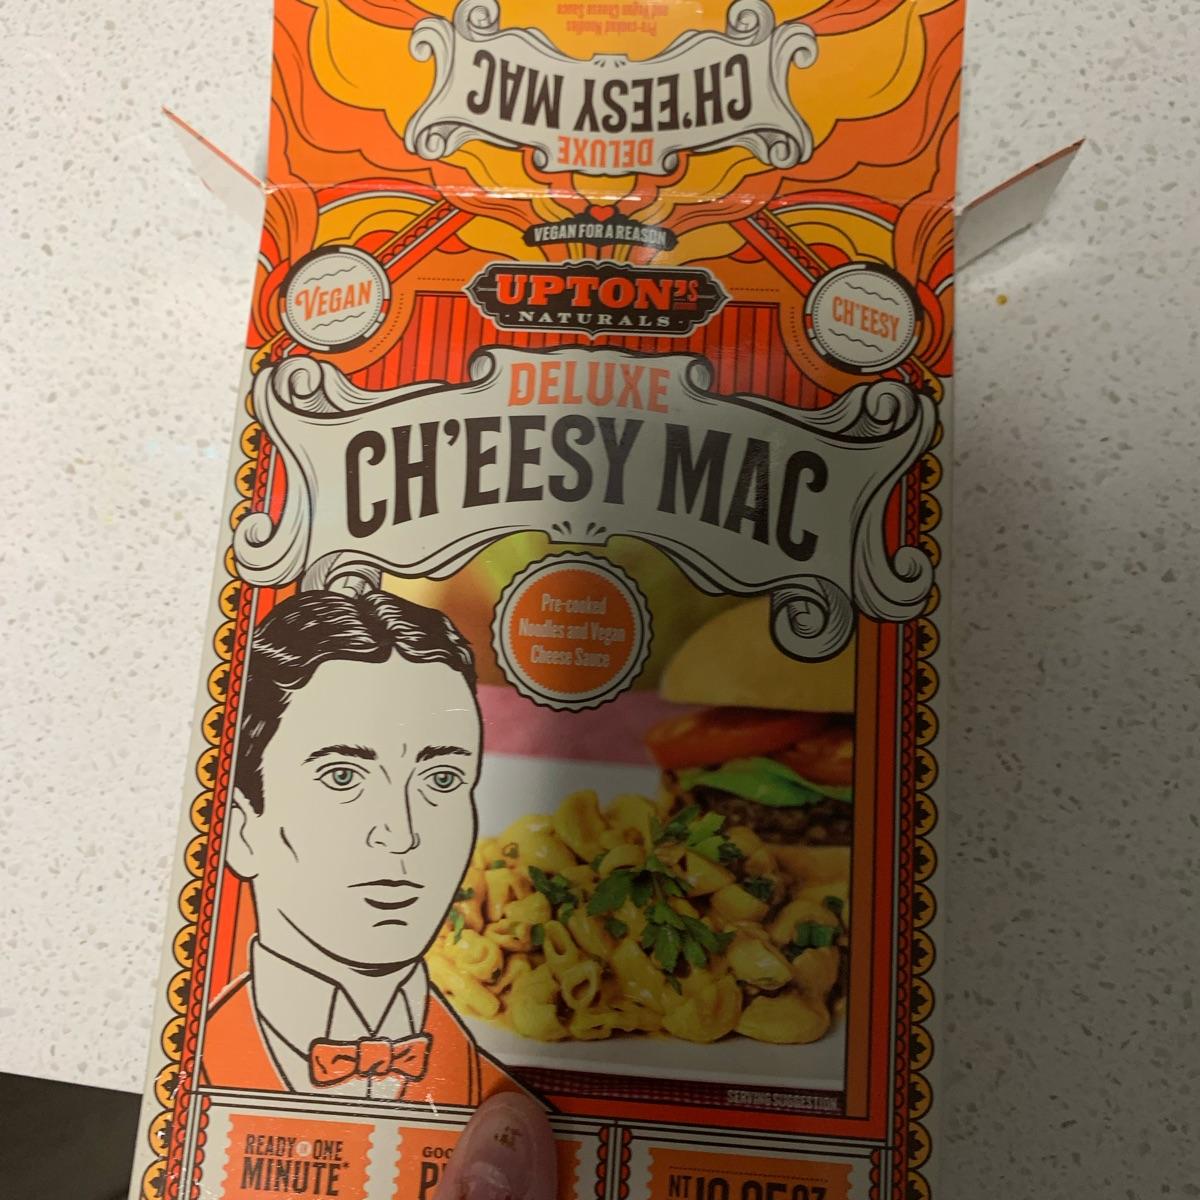 Pre-cooked Noodles
and Vegan Cheese Sauce
CH'EESY MAC
DELUXE
VEGAN FOR A REASON
VEGAN
UPTON'S
NATURALS
CH'EESY
DELUXE
CH'EESY MAC
Pre-cooked
Noodles and Vegan
Cheese Sauce
SERVING SUGGESTION
READY IN ONE
MINUTE*
NT